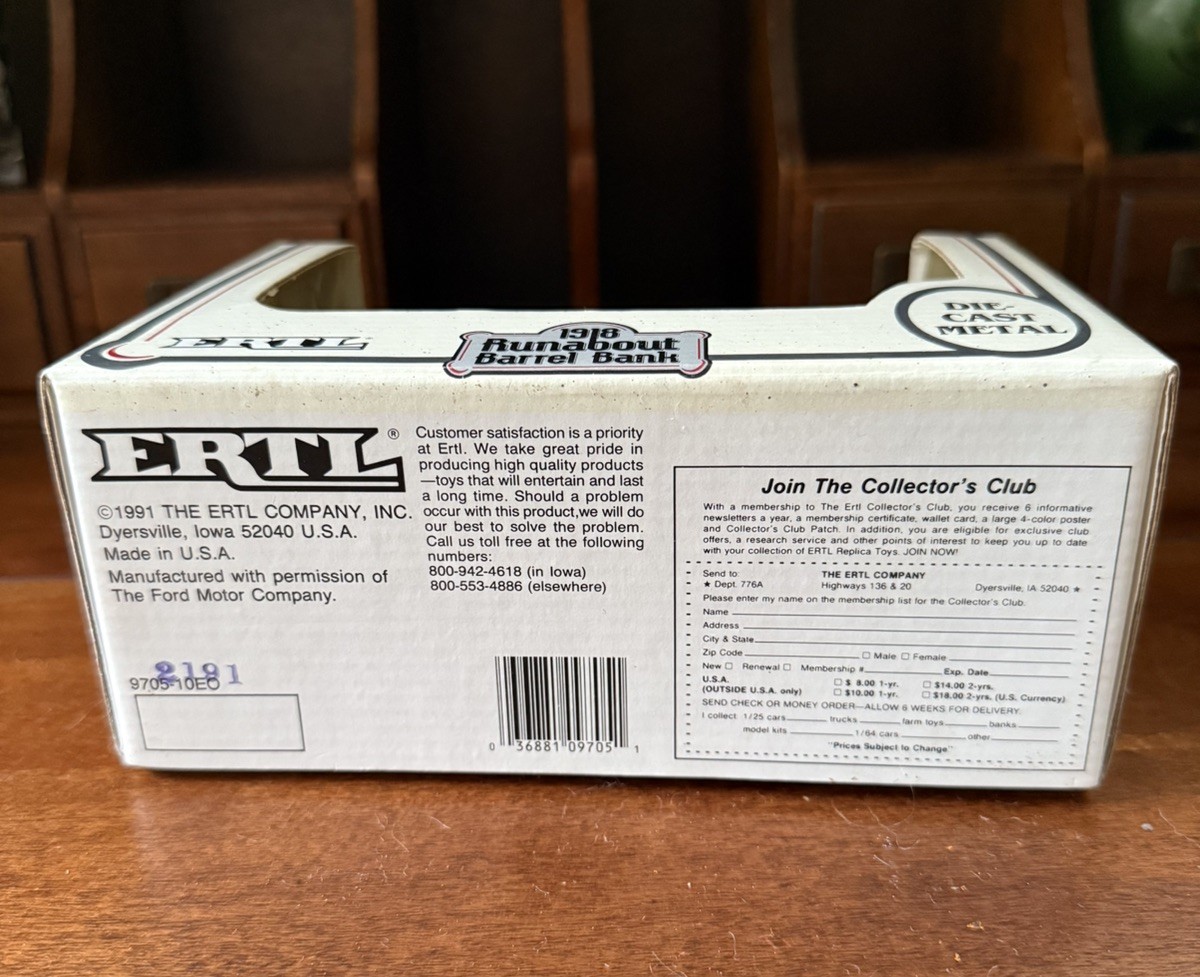 ERTL
1918
Runabout
Barrel Bank
DIE-
CAST
METAL
ERTL®
©1991 THE ERTL COMPANY, INC.
Dyersville, Iowa 52040 U.S.A.
Made in U.S.A.
Manufactured with permission of
The Ford Motor Company.
2191
9705-10EO
Customer satisfaction is a priority
at Ertl. We take great pride in
producing high quality products
—toys that will entertain and last
a long time. Should a problem
occur with this product,we will do
our best to solve the problem.
Call us toll free at the following
numbers:
800-942-4618 (in Iowa)
800-553-4886 (elsewhere)
0 36881 09705 1
Join The Collector's Club
With a membership to The Ertl Collector's Club, you receive 6 informative
newsletters a year, a membership certificate, wallet card, a large 4-color poster
and Collector's Club Patch. In addition, you are eligible for exclusive club
offers, a research service and other points of interest to keep you up to date
with your collection of ERTL Replica Toys. JOIN NOW!
Send to: THE ERTL COMPANY
★ Dept. 776A Highways 136 & 20 Dyersville, IA 52040 ★
Please enter my name on the membership list for the Collector's Club.
Name
Address
City & State
Zip Code ☐ Male ☐ Female
New ☐ Renewal ☐ Membership # Exp. Date
U.S.A. ☐ $ 8.00 1-yr. ☐ $14.00 2-yrs.
(OUTSIDE U.S.A. only) ☐ $10.00 1-yr. ☐ $18.00 2-yrs. (U.S. Currency)
SEND CHECK OR MONEY ORDER—ALLOW 6 WEEKS FOR DELIVERY.
I collect 1/25 cars trucks farm toys banks
model kits 1/64 cars other
"Prices Subject to Change"